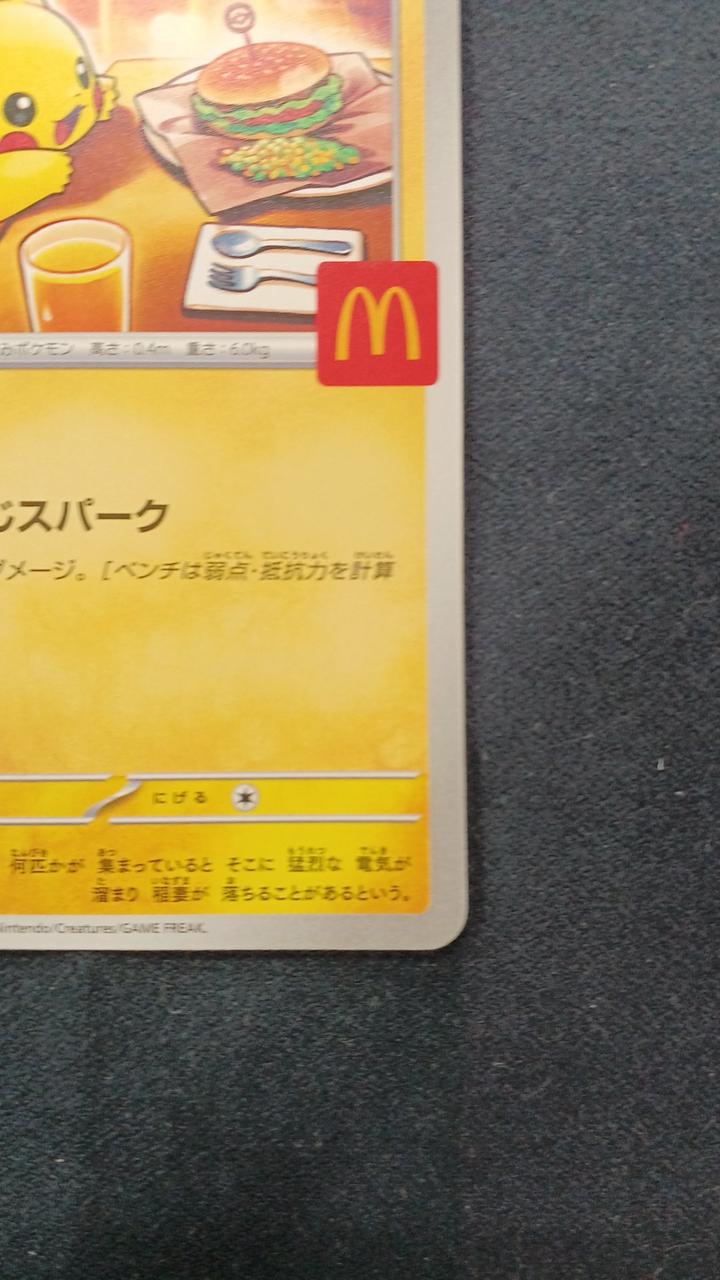 みポケモン 高さ:0.4m 重さ:6.0kg
スパーク
ダメージ。[ベンチは弱点・抵抗力を計算
にげる
何匹かが 集まっていると そこに 猛烈な 電気が
溜まり 稲妻が 落ちることがあるという。
Nintendo/Creatures/GAME FREAK.